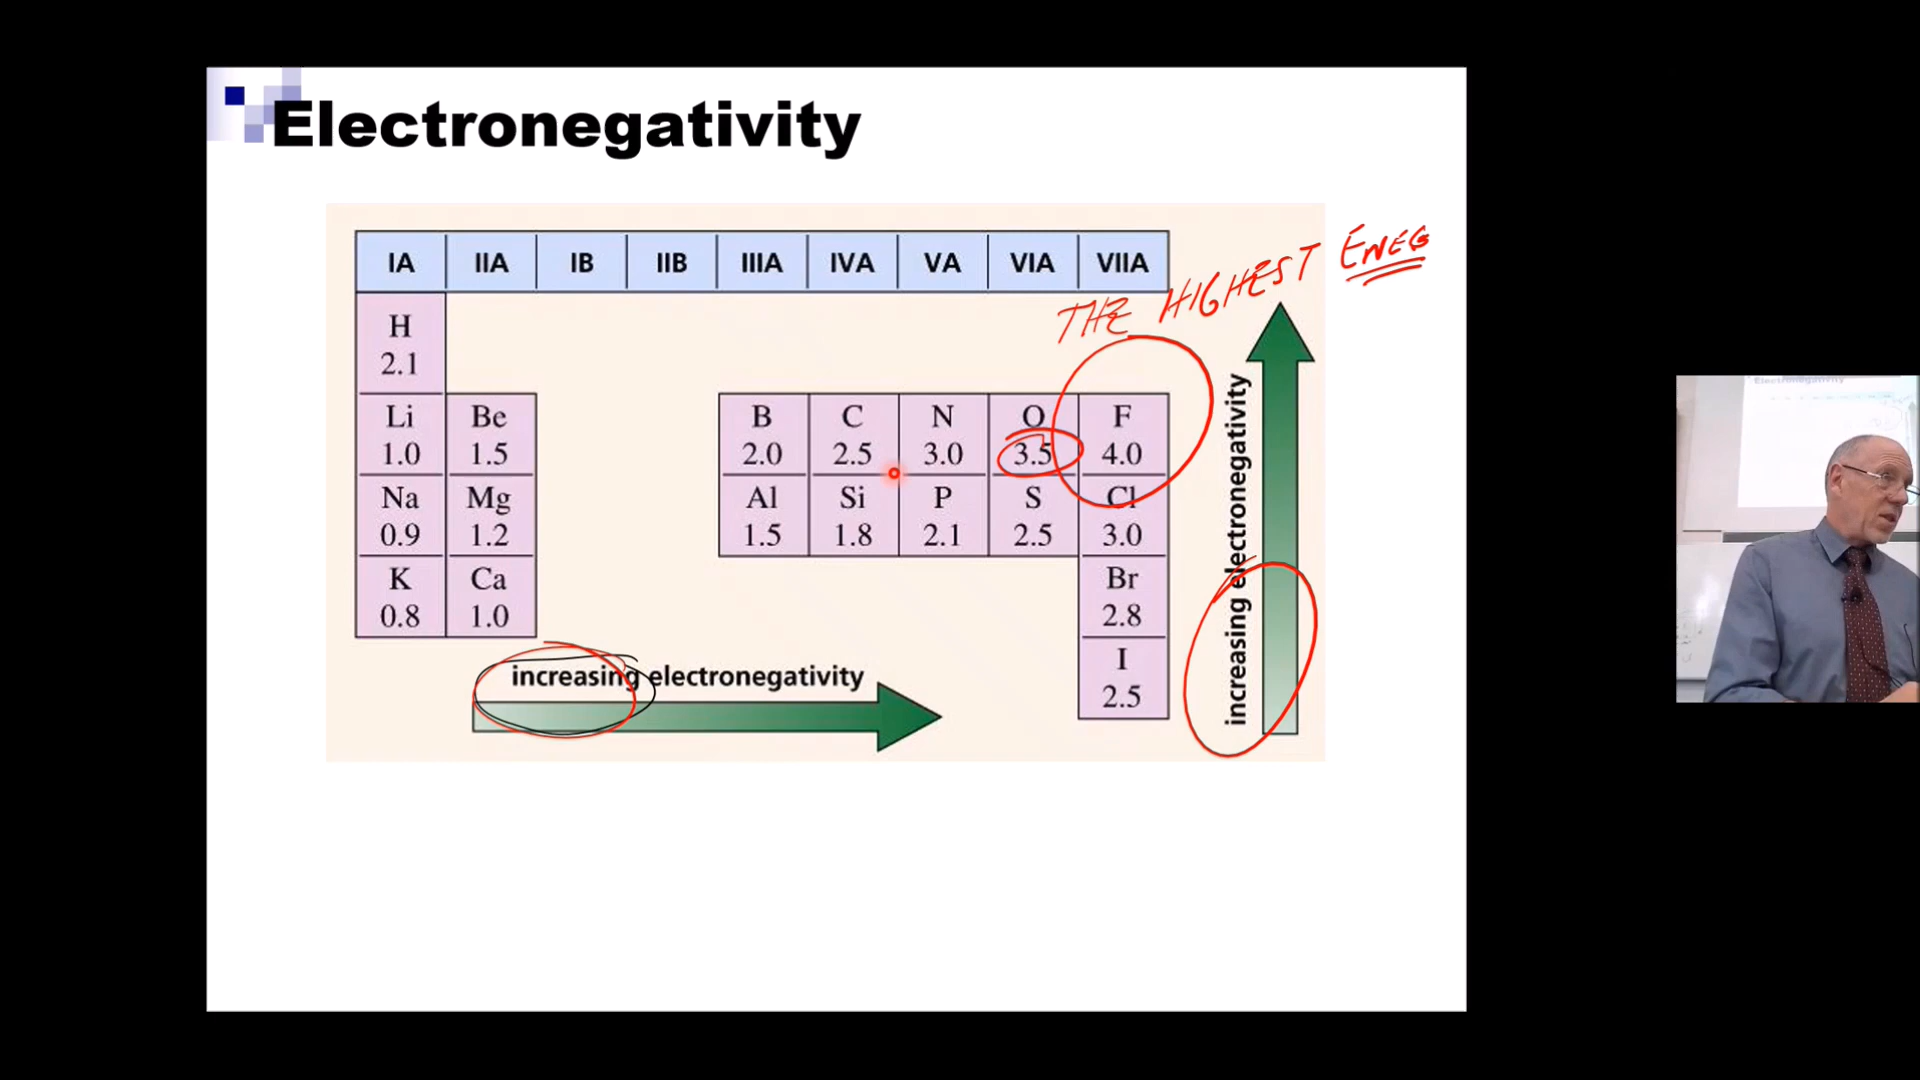 Electronegativity
IA IIA IB IIB IIIA IVA VA VIA VIIA
THE HIGHEST ENEG
H
2.1
Li Be B C N O F
1.0 1.5 2.0 2.5 3.0 3.5 4.0
Na Mg Al Si P S Cl
0.9 1.2 1.5 1.8 2.1 2.5 3.0
K Ca Br
0.8 1.0 2.8
I
2.5
increasing electronegativity
increasing electronegativity